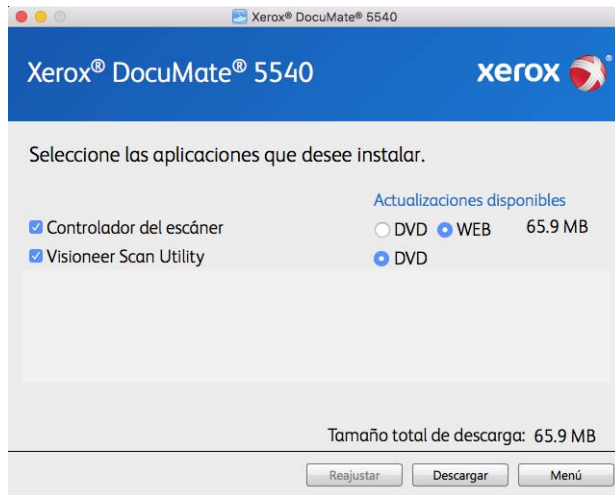 Xerox® DocuMate® 5540
Xerox® DocuMate® 5540
xerox
Seleccione las aplicaciones que desee instalar.
Actualizaciones disponibles
Controlador del escáner DVD WEB 65.9 MB
Visioneer Scan Utility DVD
Tamaño total de descarga: 65.9 MB
Reajustar Descargar Menú